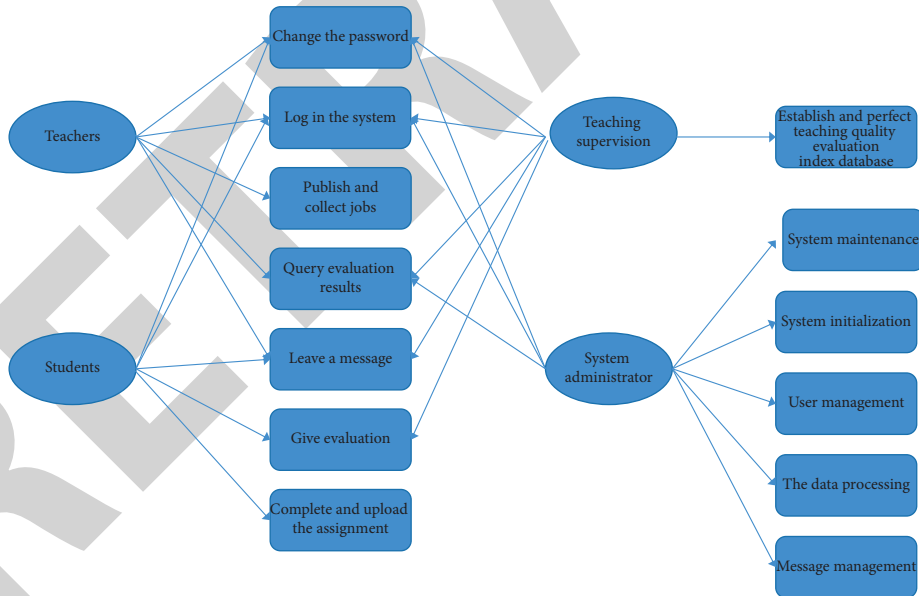 Change the password
Log in the system
Teachers
Publish and
collect jobs
Query evaluation
results
Students
Leave a message
Give evaluation
Complete and upload
the assignment
Teaching
supervision
Establish and perfect
teaching quality
evaluation
index database
System
administrator
System maintenance
System initialization
User management
The data processing
Message management